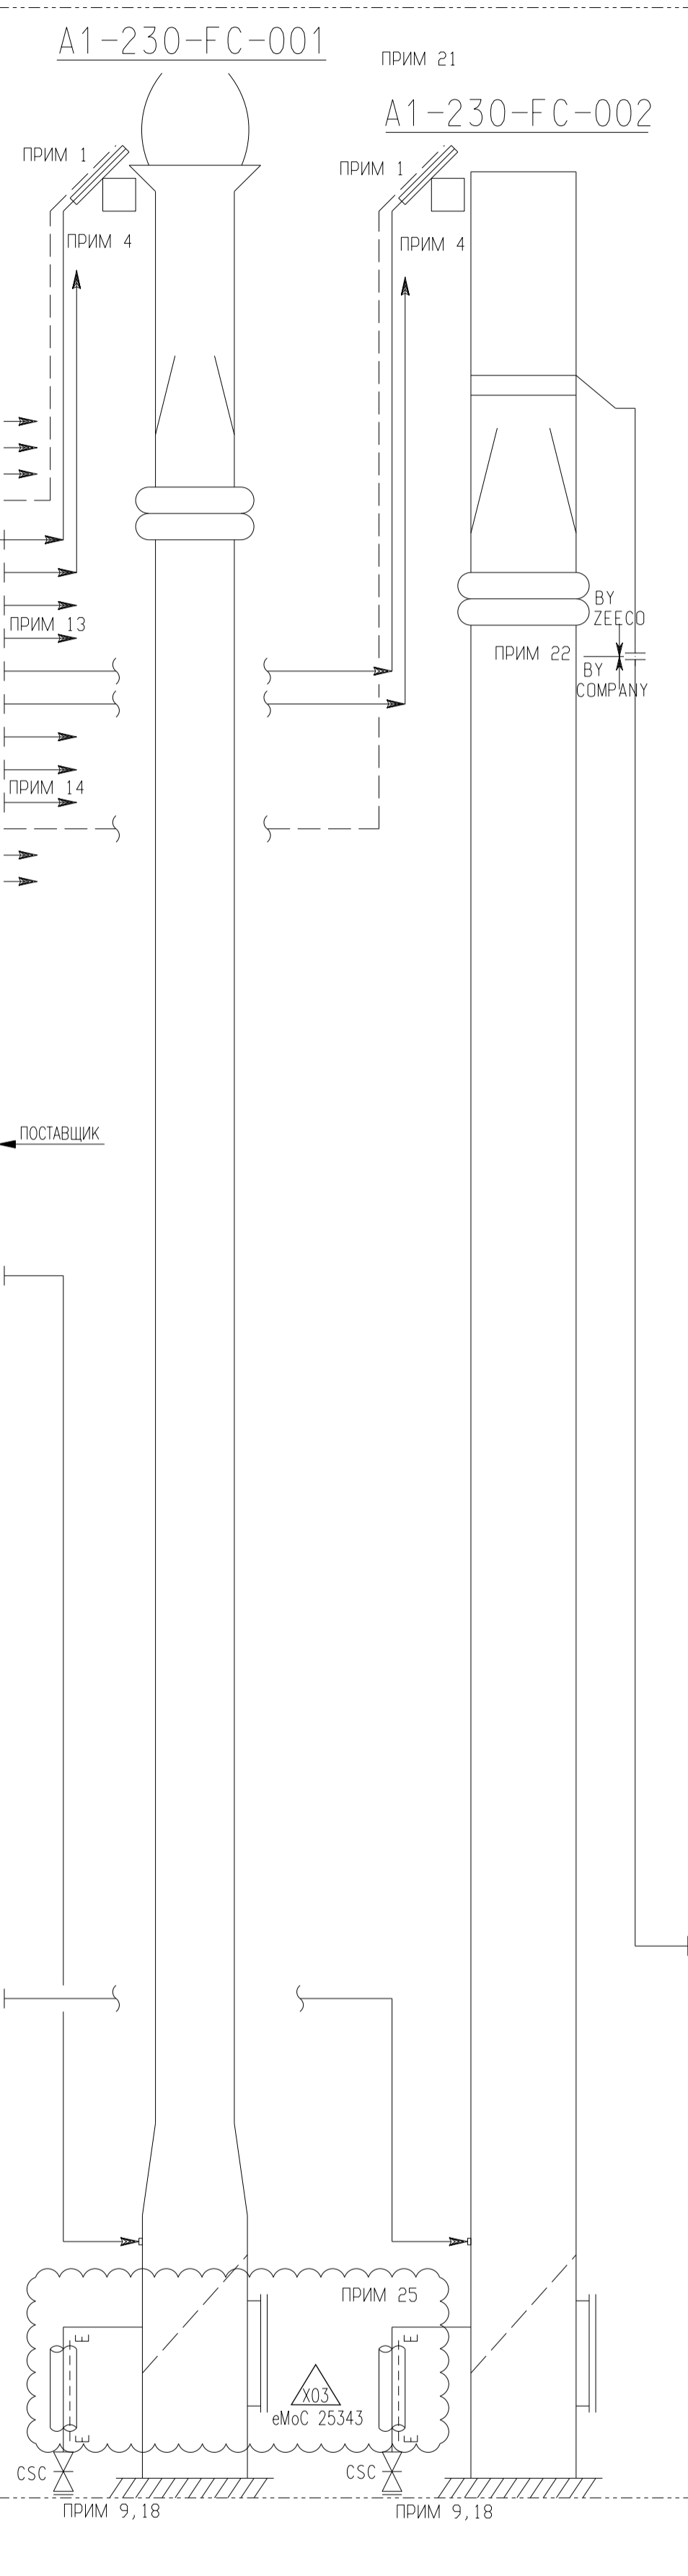 A1-230-FC-001
ПРИМ 21
A1-230-FC-002
ПРИМ 1
ПРИМ 1
ПРИМ 4
ПРИМ 4
BY
ZEECO
ПРИМ 13
ПРИМ 22
BY
COMPANY
ПРИМ 14
ПОСТАВЩИК
ПРИМ 25
E
E
X03
eMoC 25343
E
E
CSC
CSC
ПРИМ 9,18
ПРИМ 9,18